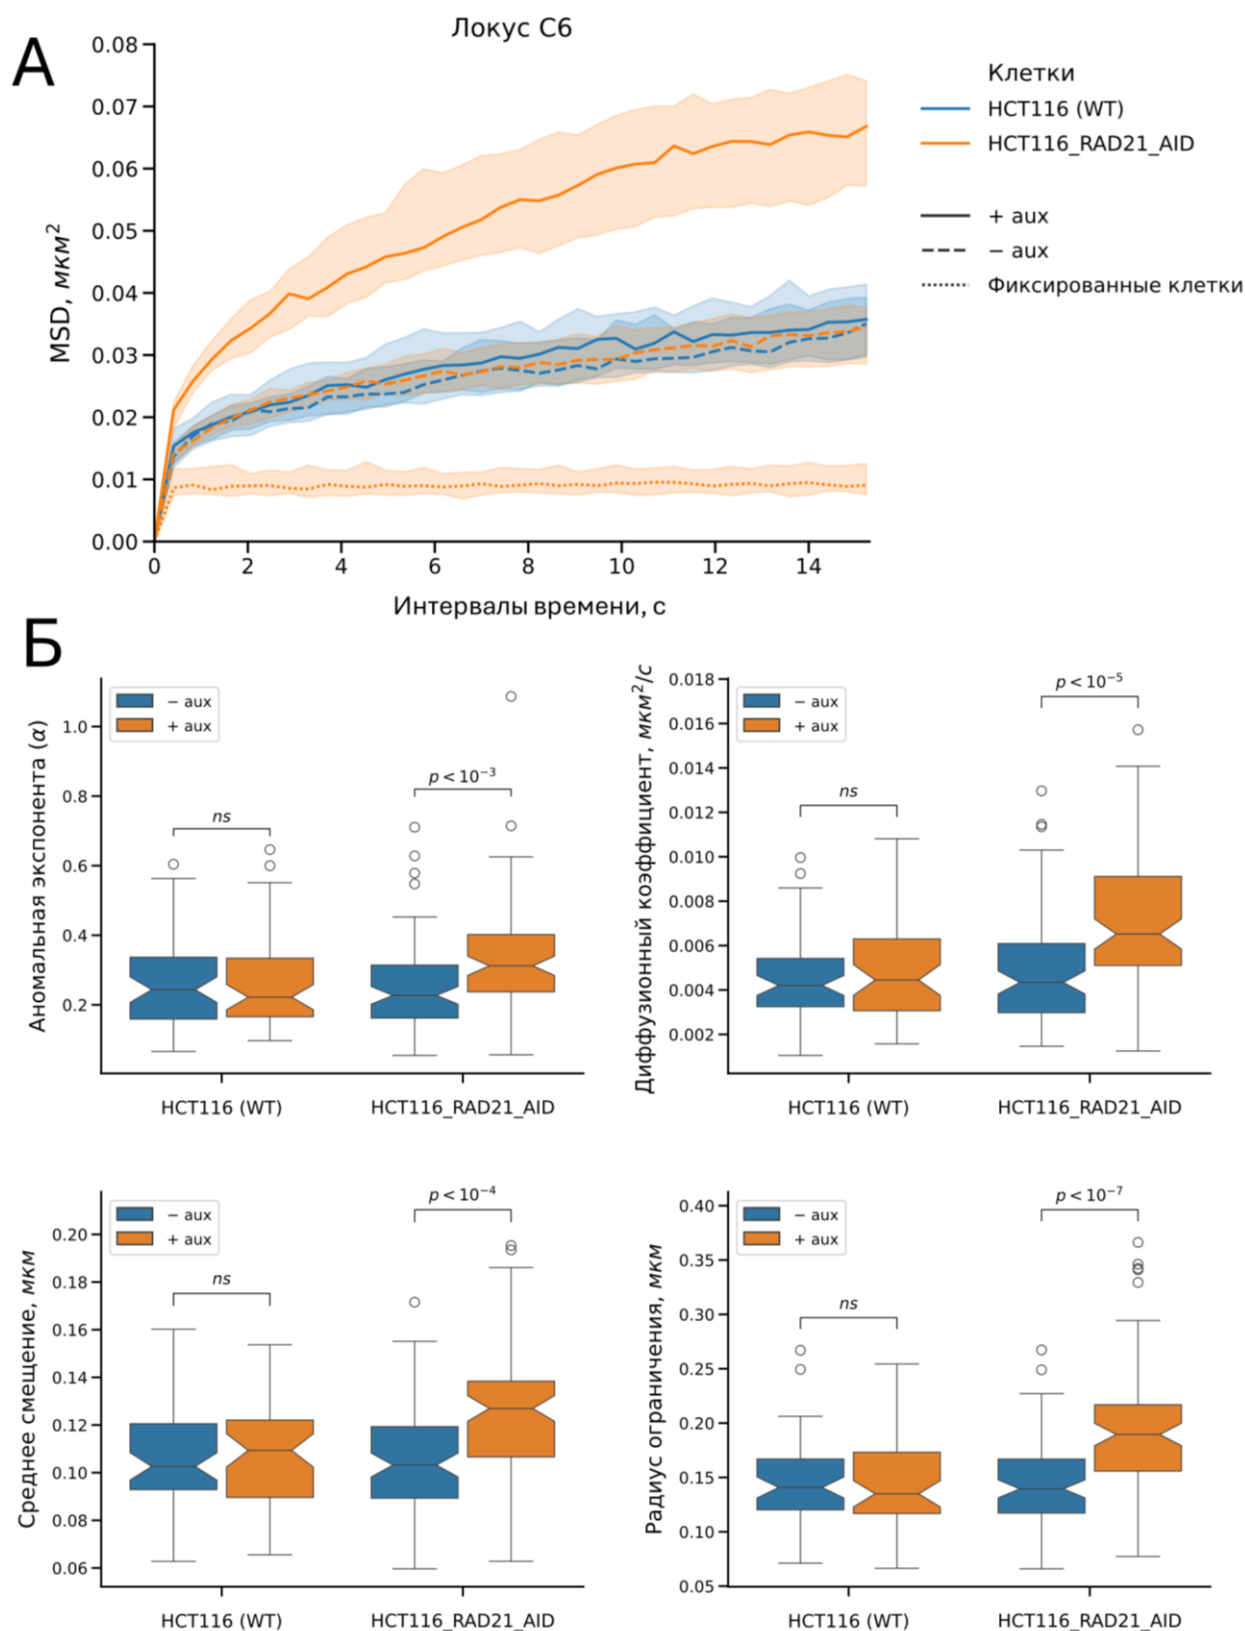 А
Локус C6
0.08
0.07
0.06
0.05
0.04
0.03
0.02
0.01
0.00
MSD, мкм²
0 2 4 6 8 10 12 14
Интервалы времени, с
Клетки
HCT116 (WT)
HCT116_RAD21_AID
+ aux
− aux
Фиксированные клетки
Б
− aux
+ aux
Аномальная экспонента (α)
1.0
0.8
0.6
0.4
0.2
ns
p < 10⁻³
HCT116 (WT) HCT116_RAD21_AID
− aux
+ aux
Диффузионный коэффициент, мкм²/с
0.018
0.016
0.014
0.012
0.010
0.008
0.006
0.004
0.002
ns
p < 10⁻⁵
HCT116 (WT) HCT116_RAD21_AID
− aux
+ aux
Среднее смещение, мкм
0.20
0.18
0.16
0.14
0.12
0.10
0.08
0.06
ns
p < 10⁻⁴
HCT116 (WT) HCT116_RAD21_AID
− aux
+ aux
Радиус ограничения, мкм
0.40
0.35
0.30
0.25
0.20
0.15
0.10
0.05
ns
p < 10⁻⁷
HCT116 (WT) HCT116_RAD21_AID